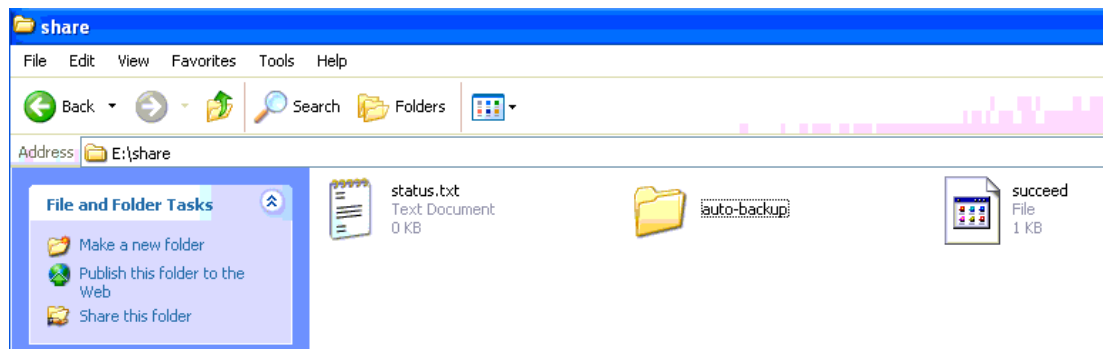 share
File Edit View Favorites Tools Help
Back Search Folders
Address E:\share
File and Folder Tasks
Make a new folder
Publish this folder to the
Web
Share this folder
status.txt
Text Document
0 KB
auto-backup
succeed
File
1 KB